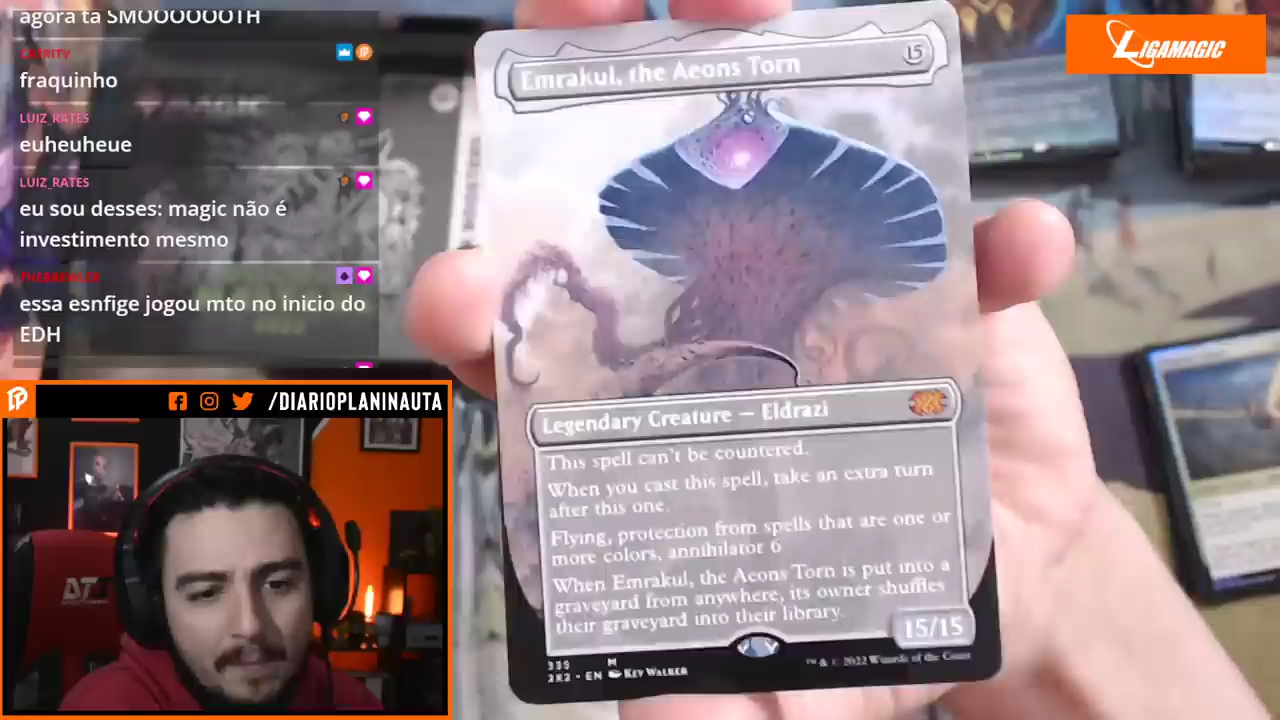 agora ta SMOOOOOOTH
fraquinho
LUIZ_RATES
euheuheue
LUIZ_RATES
eu sou desses: magic não é
investimento mesmo
THEBREWLER
essa esnfige jogou mto no inicio do
EDH
/DIARIOPLANINAUTA
LIGAMAGIC
Emrakul, the Aeons Torn
15
Legendary Creature — Eldrazi
This spell can't be countered.
When you cast this spell, take an extra turn
after this one.
Flying, protection from spells that are one or
more colors, annihilator 6
When Emrakul, the Aeons Torn is put into a
graveyard from anywhere, its owner shuffles
their graveyard into their library.
15/15
339 M
2X2 • EN Kev Walker
™ & © 2022 Wizards of the Coast